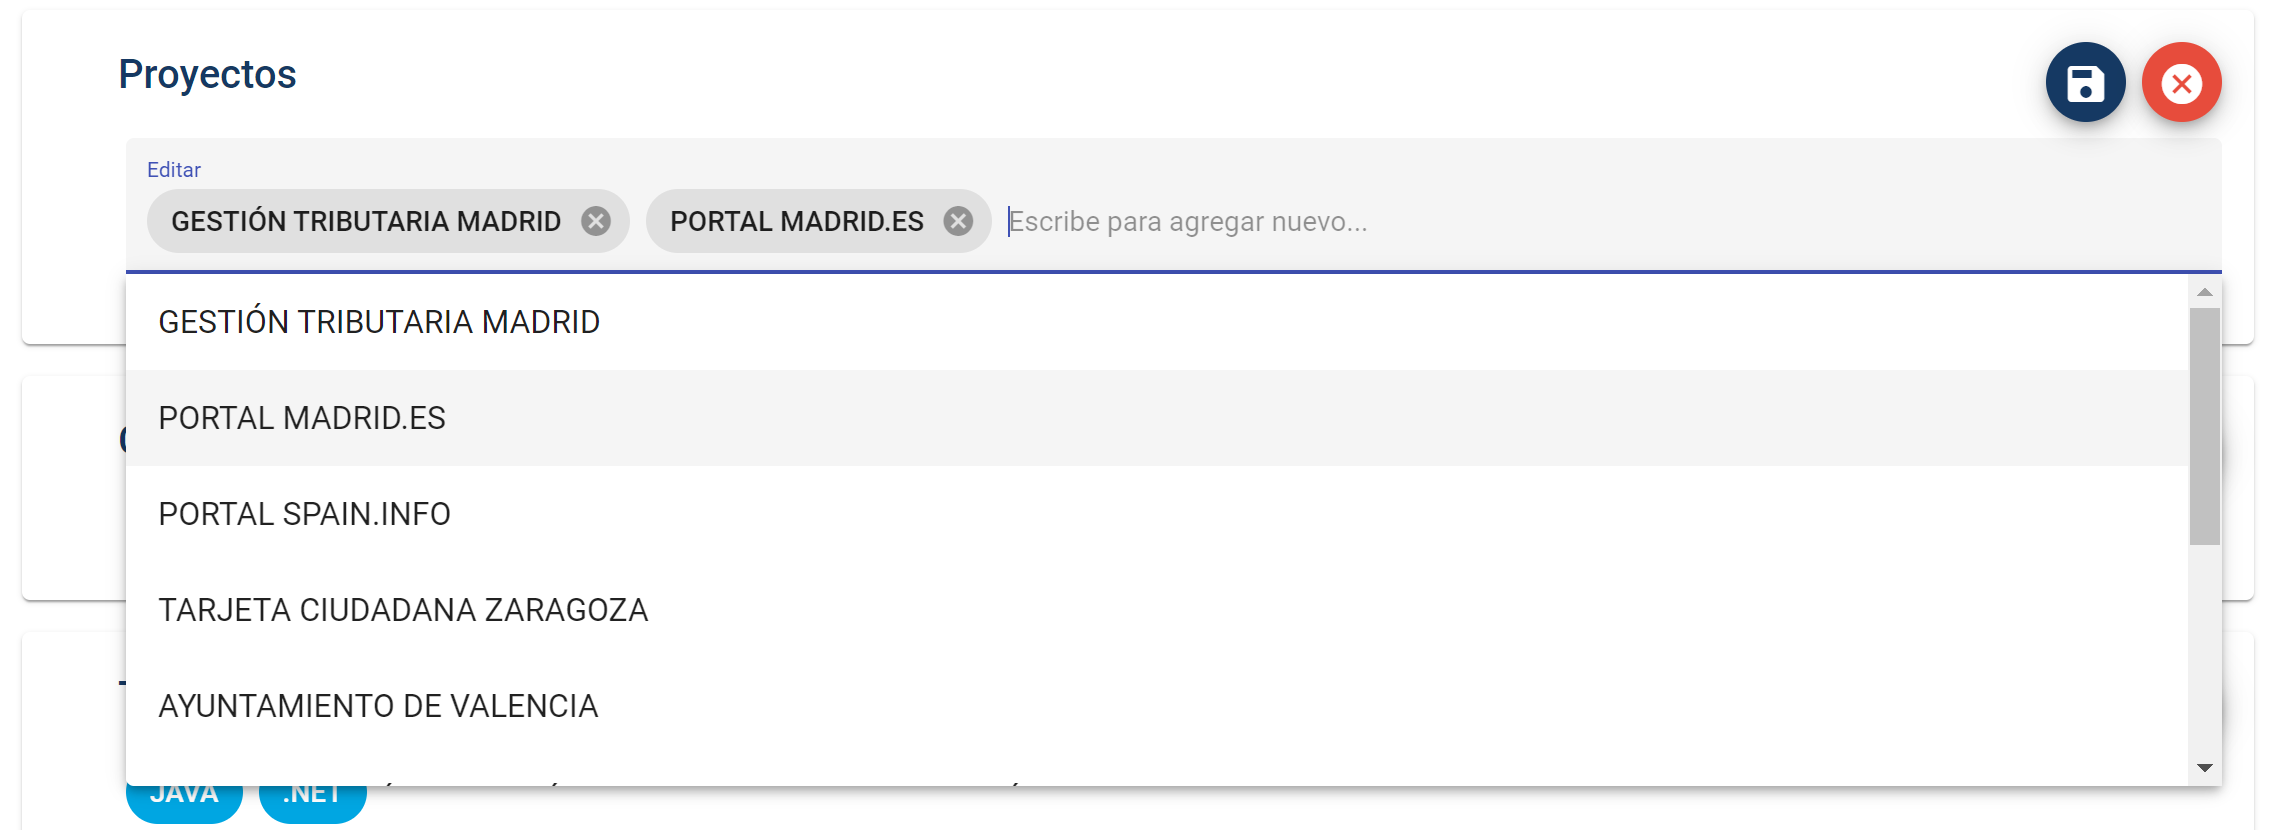 Proyectos
Editar
GESTIÓN TRIBUTARIA MADRID PORTAL MADRID.ES Escribe para agregar nuevo...
GESTIÓN TRIBUTARIA MADRID
PORTAL MADRID.ES
PORTAL SPAIN.INFO
TARJETA CIUDADANA ZARAGOZA
AYUNTAMIENTO DE VALENCIA
JAVA .NET